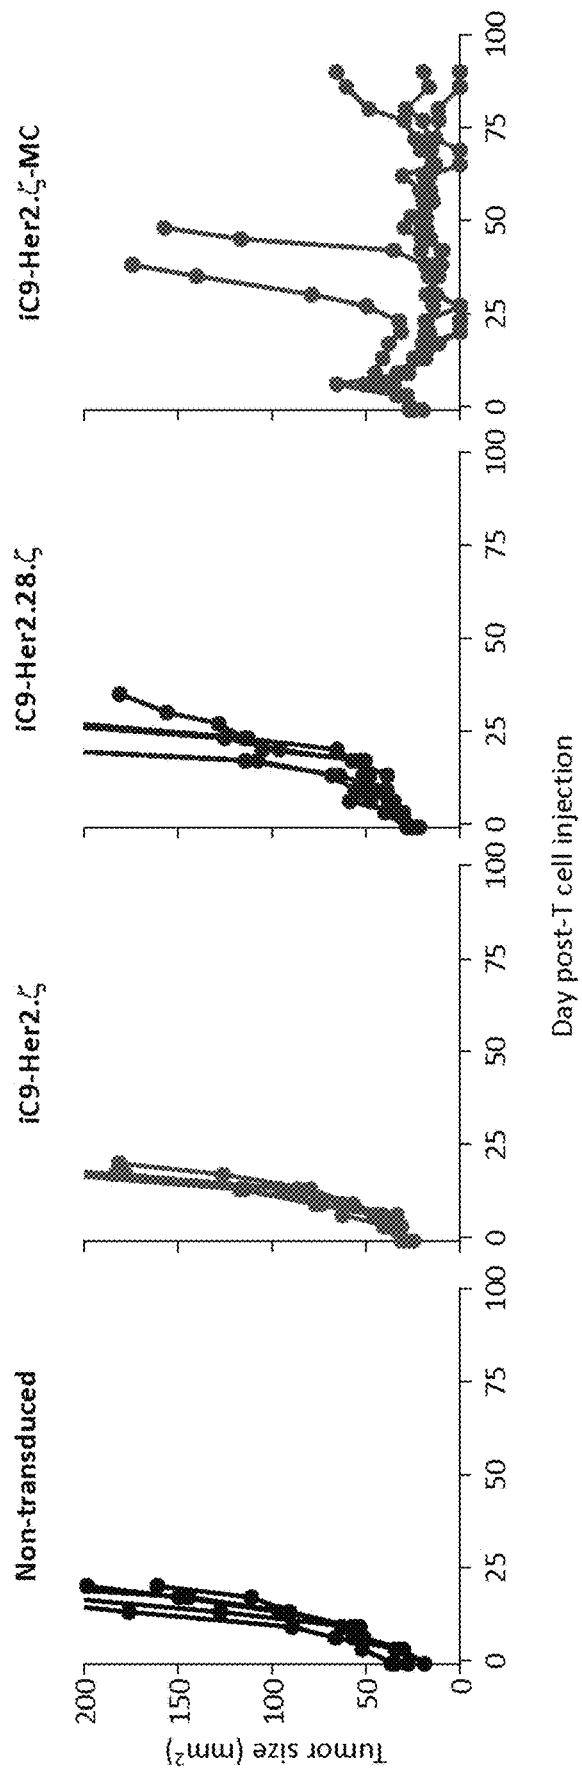 Non-transduced
iC9-Her2.ζ
iC9-Her2.28.ζ
iC9-Her2.ζ-MC
Tumor size (mm²)
200
150
100
50
0
0 25 50 75 100
0 25 50 75 100
0 25 50 75 100
0 25 50 75 100
Day post-T cell injection